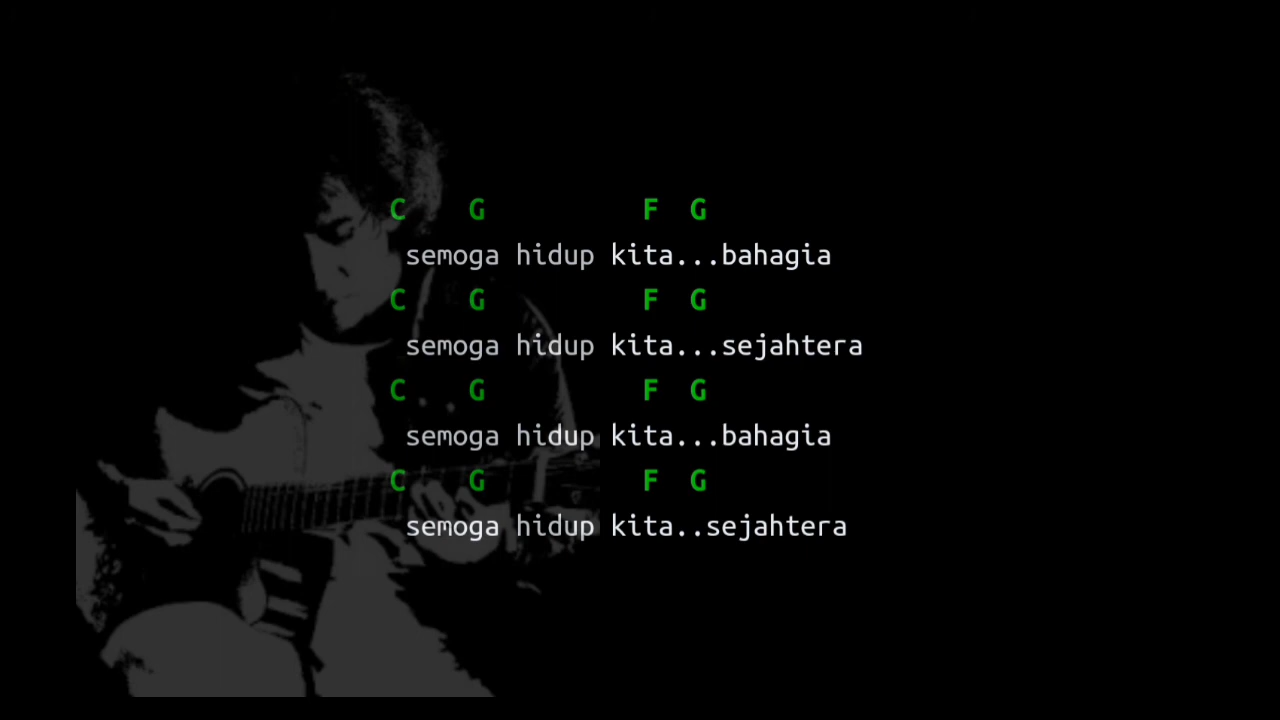 C    G          F  G
 semoga hidup kita...bahagia
C    G          F  G
 semoga hidup kita...sejahtera
C    G          F  G
 semoga hidup kita...bahagia
C    G          F  G
 semoga hidup kita..sejahtera